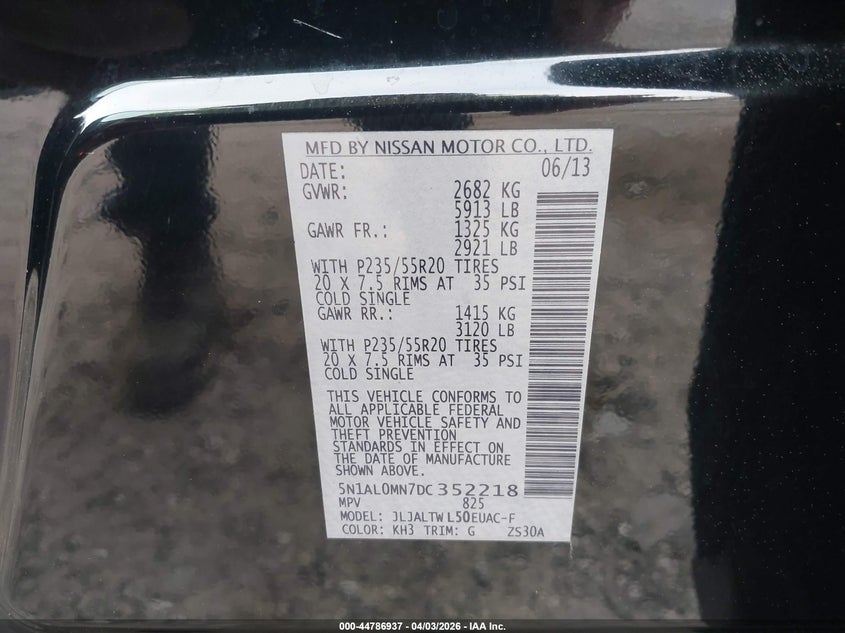 MFD BY NISSAN MOTOR CO., LTD.
DATE: 06/13
GVWR: 2682 KG
5913 LB
GAWR FR.: 1325 KG
2921 LB
WITH P235/55R20 TIRES
20 X 7.5 RIMS AT 35 PSI
COLD SINGLE
GAWR RR.: 1415 KG
3120 LB
WITH P235/55R20 TIRES
20 X 7.5 RIMS AT 35 PSI
COLD SINGLE
THIS VEHICLE CONFORMS TO
ALL APPLICABLE FEDERAL
MOTOR VEHICLE SAFETY AND
THEFT PREVENTION
STANDARDS IN EFFECT ON
THE DATE OF MANUFACTURE
SHOWN ABOVE.
5N1AL0MN7DC352218
MPV 825
MODEL: JLJALTWL50EUAC-F
COLOR: KH3 TRIM: G ZS30A
000-44786937 - 04/03/2026 - IAA Inc.